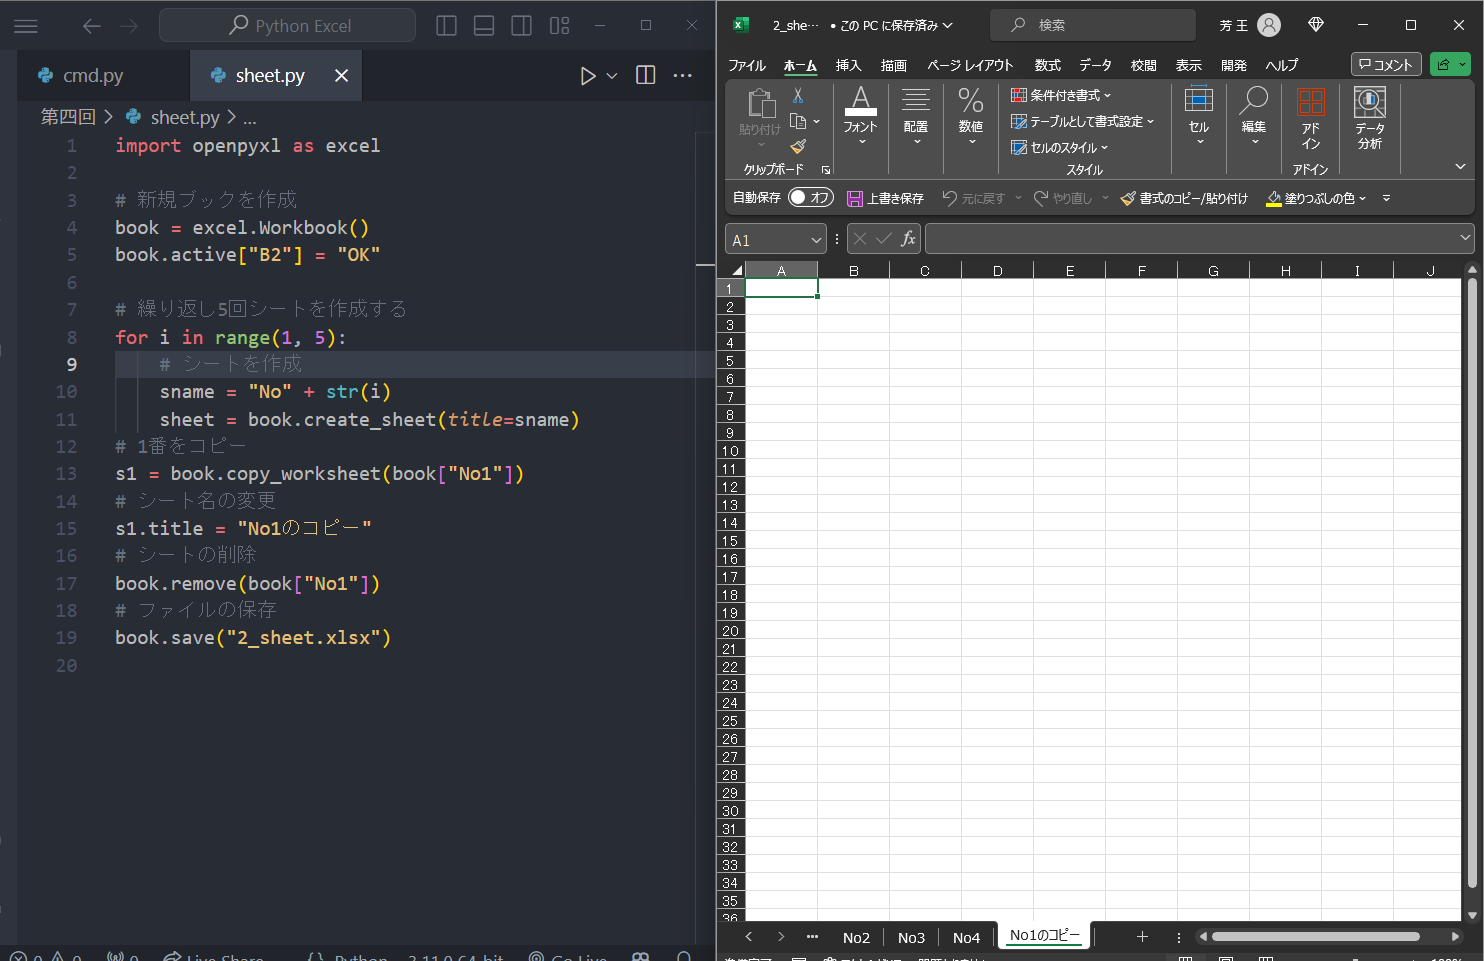 Python Excel
cmd.py
sheet.py
第四回 > sheet.py > ...
1 import openpyxl as excel
2
3 # 新規ブックを作成
4 book = excel.Workbook()
5 book.active["B2"] = "OK"
6
7 # 繰り返し5回シートを作成する
8 for i in range(1, 5):
9 # シートを作成
10 sname = "No" + str(i)
11 sheet = book.create_sheet(title=sname)
12 # 1番をコピー
13 s1 = book.copy_worksheet(book["No1"])
14 # シート名の変更
15 s1.title = "No1のコピー"
16 # シートの削除
17 book.remove(book["No1"])
18 # ファイルの保存
19 book.save("2_sheet.xlsx")
20
2_she… • この PC に保存済み
検索
芳 王
ファイル ホーム 挿入 描画 ページ レイアウト 数式 データ 校閲 表示 開発 ヘルプ
コメント
貼り付け
クリップボード
フォント
配置
数値
条件付き書式
テーブルとして書式設定
セルのスタイル
スタイル
セル
編集
アド
イン
アドイン
データ
分析
自動保存 オフ 上書き保存 元に戻す やり直し 書式のコピー/貼り付け 塗りつぶしの色
A1
fx
A B C D E F G H I J
1
2
3
4
5
6
7
8
9
10
11
12
13
14
15
16
17
18
19
20
21
22
23
24
25
26
27
28
29
30
31
32
33
34
35
36
... No2 No3 No4 No1のコピー
Live Share
Python
3.11.0 64-bit
Go Live